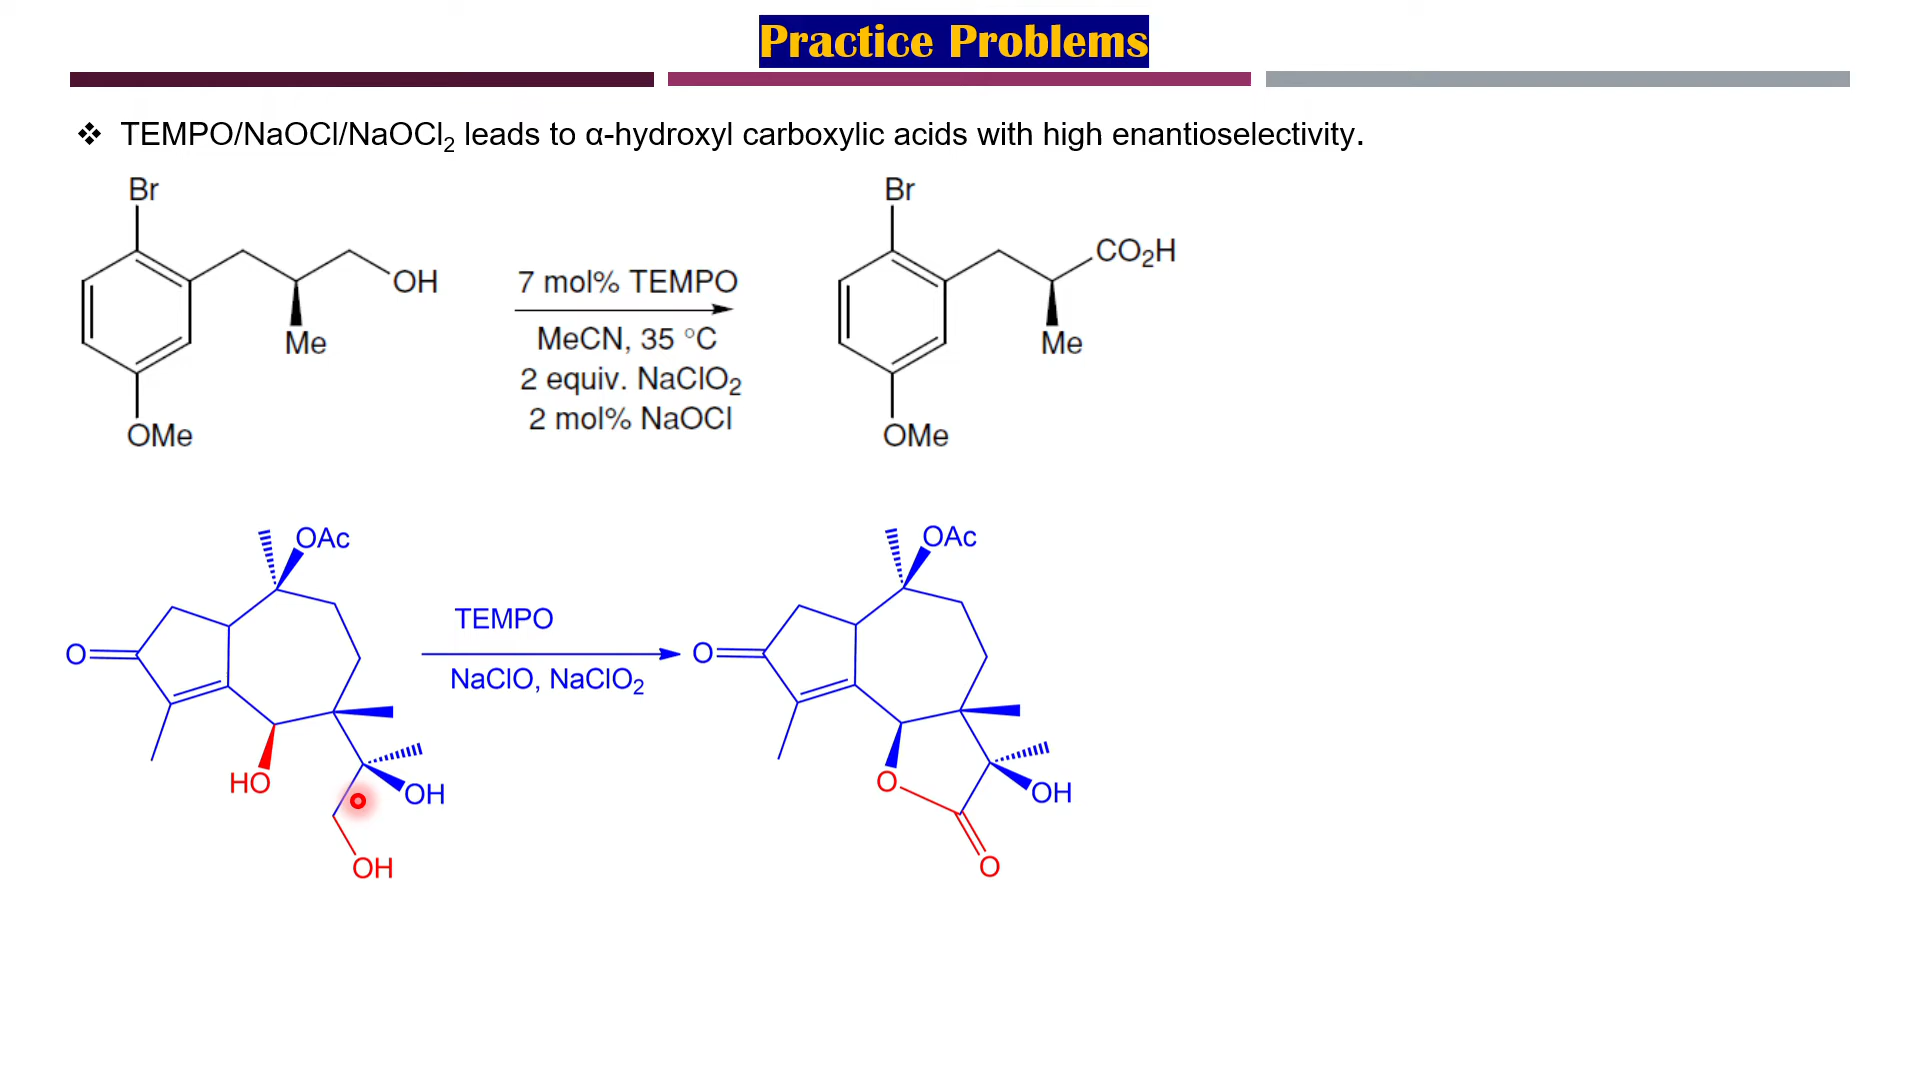 Practice Problems
❖ TEMPO/NaOCl/NaOCl₂ leads to α-hydroxyl carboxylic acids with high enantioselectivity.
Br
OH
Me
OMe
7 mol% TEMPO
MeCN, 35 °C
2 equiv. NaClO₂
2 mol% NaOCl
Br
CO₂H
Me
OMe
OAc
O
HO
OH
OH
TEMPO
NaClO, NaClO₂
OAc
O
O
OH
O